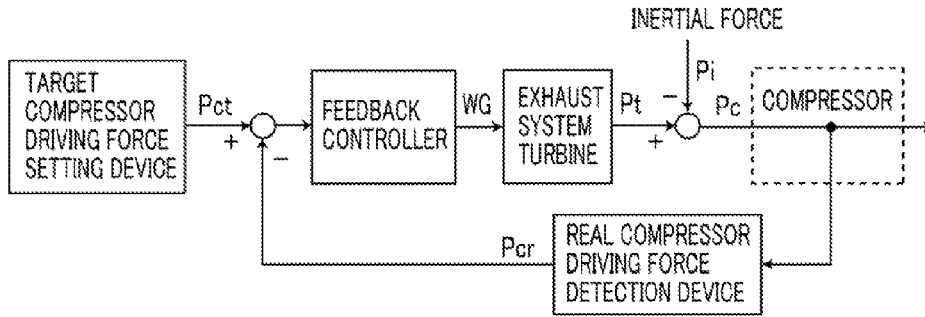 INERTIAL FORCE
TARGET
COMPRESSOR
DRIVING FORCE
SETTING DEVICE
Pct
+
−
FEEDBACK
CONTROLLER
WG
EXHAUST
SYSTEM
TURBINE
Pt
+
−
Pi
Pc
COMPRESSOR
Pcr
REAL COMPRESSOR
DRIVING FORCE
DETECTION DEVICE